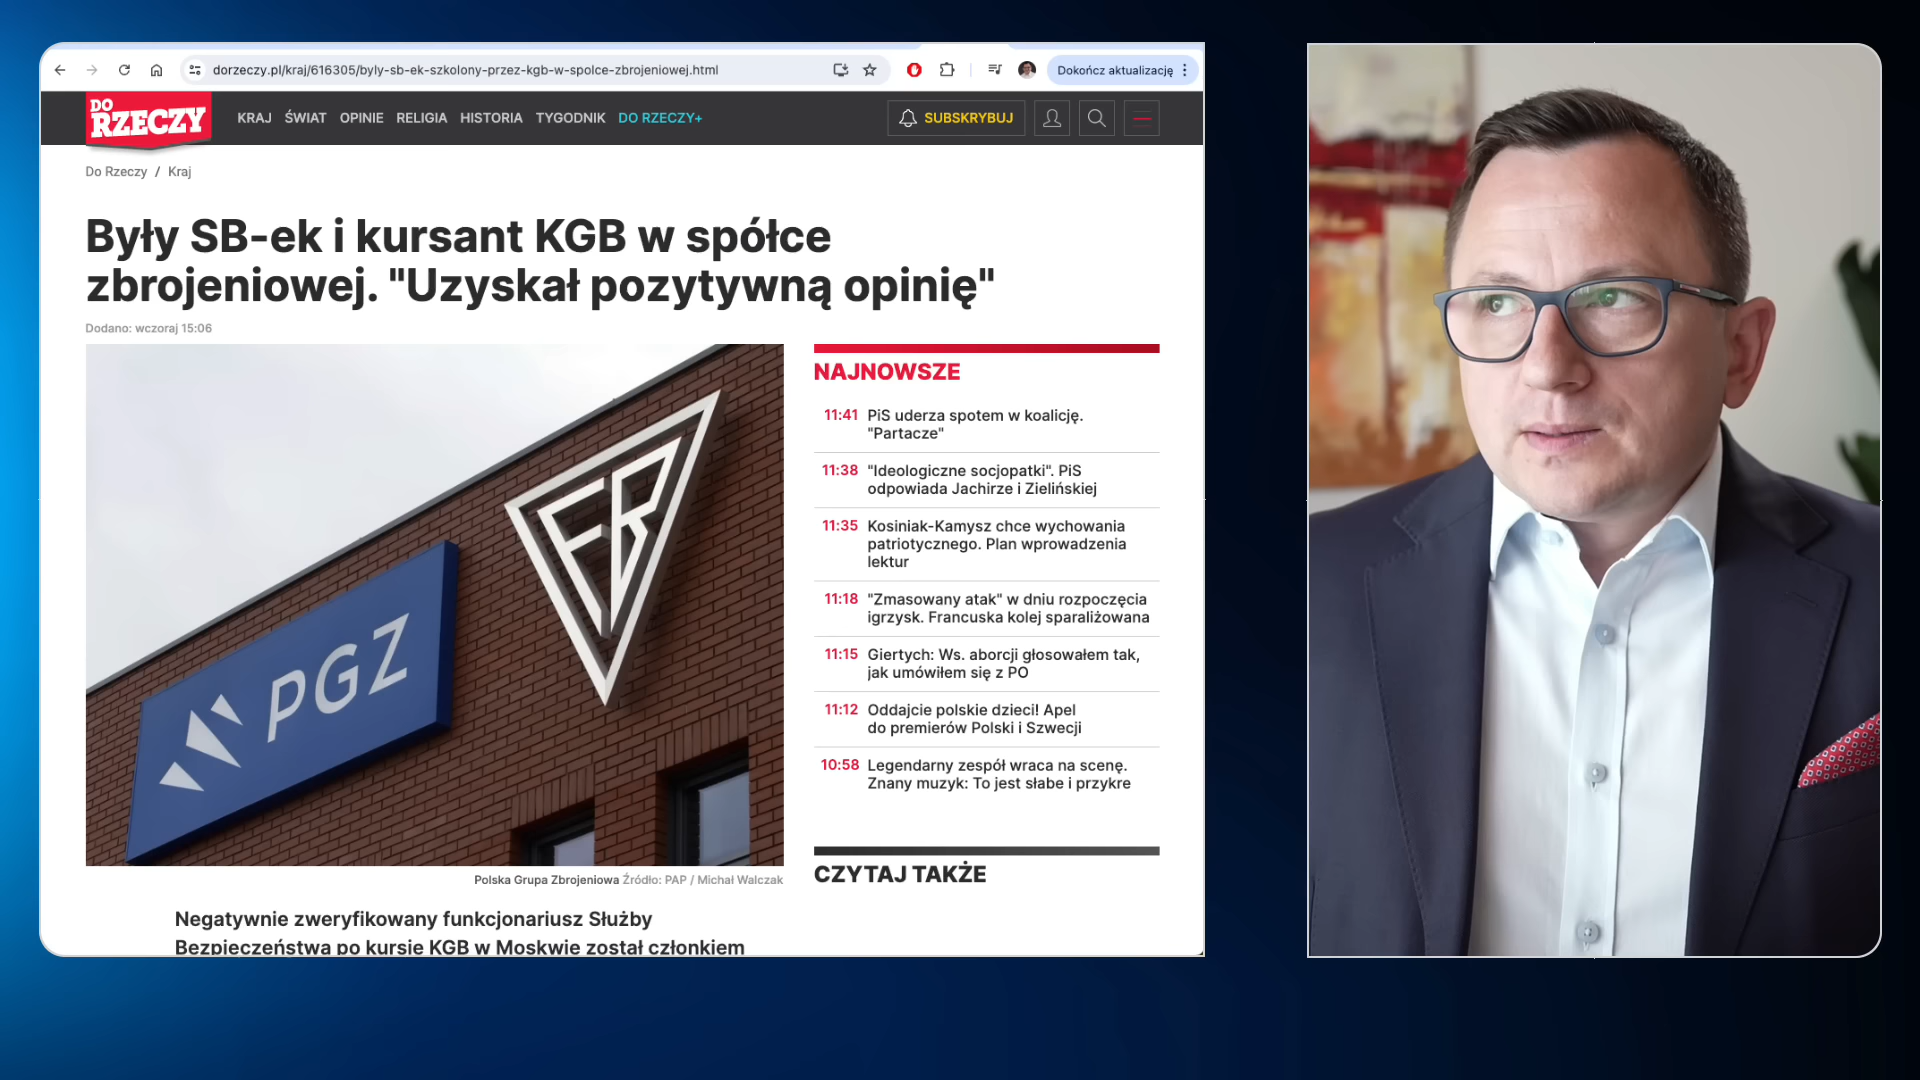 dorzeczy.pl/kraj/616305/byly-sb-ek-szkolony-przez-kgb-w-spolce-zbrojeniowej.html
Dokończ aktualizację
DO
RZECZY
KRAJ ŚWIAT OPINIE RELIGIA HISTORIA TYGODNIK DO RZECZY+
SUBSKRYBUJ
Do Rzeczy / Kraj
Były SB-ek i kursant KGB w spółce
zbrojeniowej. "Uzyskał pozytywną opinię"
Dodano: wczoraj 15:06
FB
PGZ
Polska Grupa Zbrojeniowa Źródło: PAP / Michał Walczak
Negatywnie zweryfikowany funkcjonariusz Służby
Bezpieczeństwa po kursie KGB w Moskwie został członkiem
NAJNOWSZE
11:41 PiS uderza spotem w koalicję.
"Partacze"
11:38 "Ideologiczne socjopatki". PiS
odpowiada Jachirze i Zielińskiej
11:35 Kosiniak-Kamysz chce wychowania
patriotycznego. Plan wprowadzenia
lektur
11:18 "Zmasowany atak" w dniu rozpoczęcia
igrzysk. Francuska kolej sparaliżowana
11:15 Giertych: Ws. aborcji głosowałem tak,
jak umówiłem się z PO
11:12 Oddajcie polskie dzieci! Apel
do premierów Polski i Szwecji
10:58 Legendarny zespół wraca na scenę.
Znany muzyk: To jest słabe i przykre
CZYTAJ TAKŻE